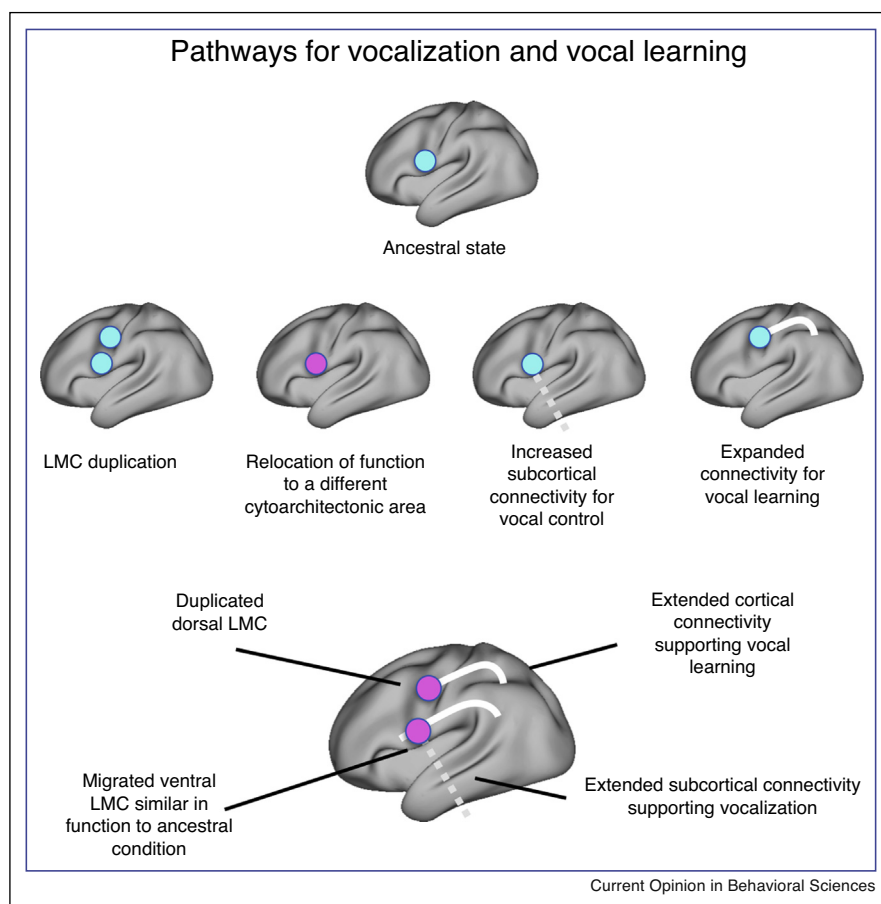 Pathways for vocalization and vocal learning
Ancestral state
LMC duplication
Relocation of function
to a different
cytoarchitectonic area
Increased
subcortical
connectivity for
vocal control
Expanded
connectivity for
vocal learning
Duplicated
dorsal LMC
Extended cortical
connectivity
supporting vocal
learning
Migrated ventral
LMC similar in
function to ancestral
condition
Extended subcortical connectivity
supporting vocalization
Current Opinion in Behavioral Sciences